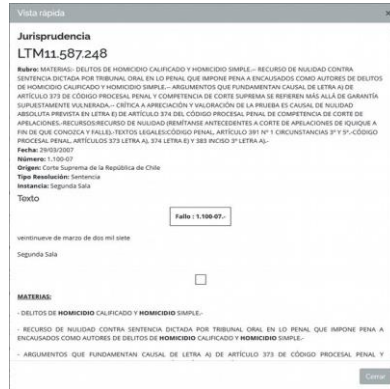 Vista rápida
Jurisprudencia
LTM11.587.248
Rubro: MATERIAS:- DELITOS DE HOMICIDIO CALIFICADO Y HOMICIDIO SIMPLE.-- RECURSO DE NULIDAD CONTRA
SENTENCIA DICTADA POR TRIBUNAL ORAL EN LO PENAL QUE IMPONE PENA A ENCAUSADOS COMO AUTORES DE DELITOS
DE HOMICIDIO CALIFICADO Y HOMICIDIO SIMPLE.-- ARGUMENTOS QUE FUNDAMENTAN CAUSAL DE LETRA A) DE
ARTÍCULO 373 DE CÓDIGO PROCESAL PENAL Y COMPETENCIA DE CORTE SUPREMA SE REFIEREN MÁS ALLÁ DE GARANTÍA
SUPUESTAMENTE VULNERADA.-- CRÍTICA A APRECIACIÓN Y VALORACIÓN DE LA PRUEBA ES CAUSAL DE NULIDAD
ABSOLUTA PREVISTA EN LETRA E) DE ARTÍCULO 374 DEL CÓDIGO PROCESAL PENAL DE COMPETENCIA DE CORTE DE
APELACIONES.-RECURSOS:RECURSO DE NULIDAD (REMÍTANSE ANTECEDENTES A CORTE DE APELACIONES DE IQUIQUE A
FIN DE QUE CONOZCA Y FALLE).-TEXTOS LEGALES:CÓDIGO PENAL, ARTÍCULO 391 Nº 1 CIRCUNSTANCIAS 3ª Y 5ª.-CÓDIGO
PROCESAL PENAL, ARTÍCULOS 373 LETRA A), 374 LETRA E) Y 383 INCISO 3º LETRA A).-
Fecha: 29/03/2007
Número: 1.100-07
Origen: Corte Suprema de la República de Chile
Tipo Resolución: Sentencia
Instancia: Segunda Sala
Texto
Fallo : 1.100-07.-
veintinueve de marzo de dos mil siete
Segunda Sala
MATERIAS:
- DELITOS DE HOMICIDIO CALIFICADO Y HOMICIDIO SIMPLE.-
- RECURSO DE NULIDAD CONTRA SENTENCIA DICTADA POR TRIBUNAL ORAL EN LO PENAL QUE IMPONE PENA A
ENCAUSADOS COMO AUTORES DE DELITOS DE HOMICIDIO CALIFICADO Y HOMICIDIO SIMPLE.-
- ARGUMENTOS QUE FUNDAMENTAN CAUSAL DE LETRA A) DE ARTÍCULO 373 DE CÓDIGO PROCESAL PENAL Y
Cerrar